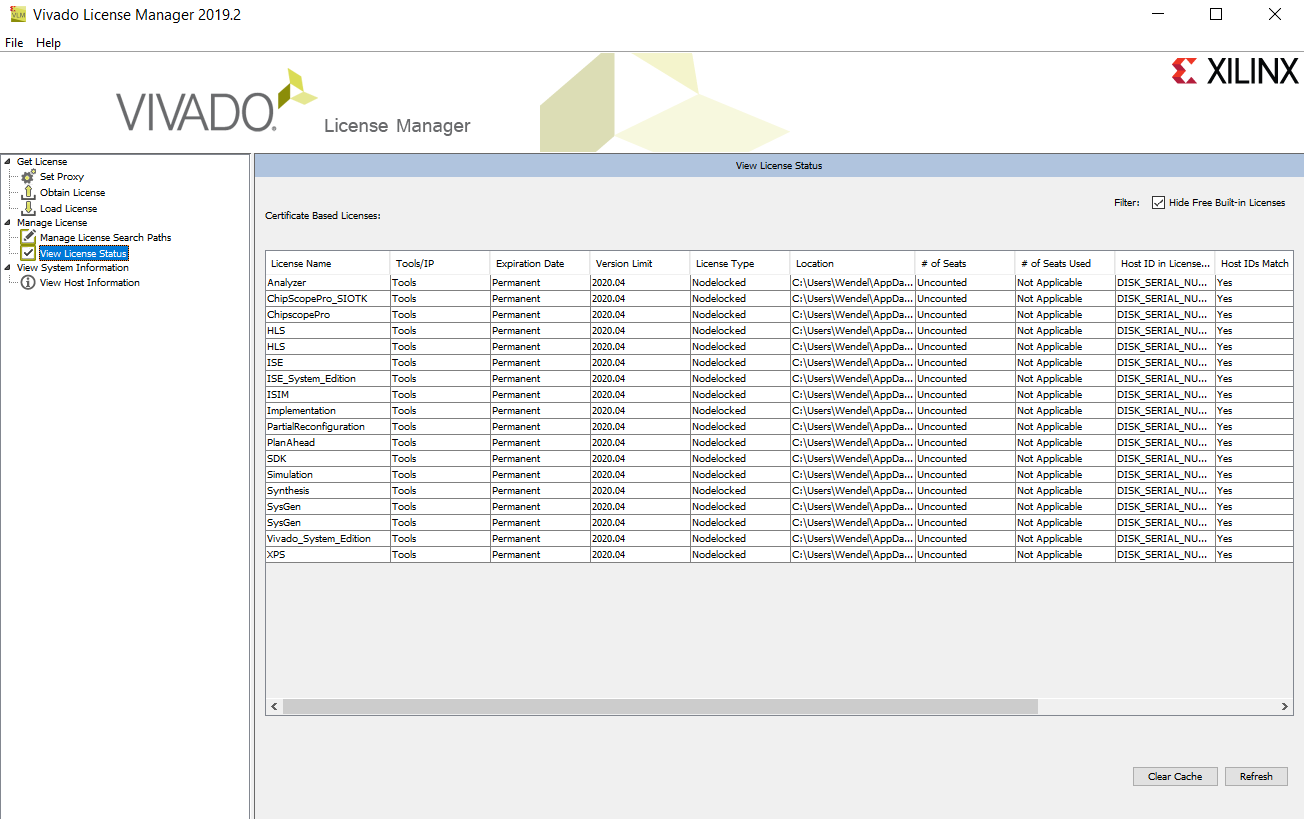 VLM Vivado License Manager 2019.2
File Help
VIVADO. License Manager
XILINX
Get License
Set Proxy
Obtain License
Load License
Manage License
Manage License Search Paths
View License Status
View System Information
View Host Information
View License Status
Filter: Hide Free Built-in Licenses
Certificate Based Licenses:
License Name Tools/IP Expiration Date Version Limit License Type Location # of Seats # of Seats Used Host ID in License... Host IDs Match
Analyzer Tools Permanent 2020.04 Nodelocked C:\Users\Wendel\AppDa... Uncounted Not Applicable DISK_SERIAL_NU... Yes
ChipScopePro_SIOTK Tools Permanent 2020.04 Nodelocked C:\Users\Wendel\AppDa... Uncounted Not Applicable DISK_SERIAL_NU... Yes
ChipscopePro Tools Permanent 2020.04 Nodelocked C:\Users\Wendel\AppDa... Uncounted Not Applicable DISK_SERIAL_NU... Yes
HLS Tools Permanent 2020.04 Nodelocked C:\Users\Wendel\AppDa... Uncounted Not Applicable DISK_SERIAL_NU... Yes
HLS Tools Permanent 2020.04 Nodelocked C:\Users\Wendel\AppDa... Uncounted Not Applicable DISK_SERIAL_NU... Yes
ISE Tools Permanent 2020.04 Nodelocked C:\Users\Wendel\AppDa... Uncounted Not Applicable DISK_SERIAL_NU... Yes
ISE_System_Edition Tools Permanent 2020.04 Nodelocked C:\Users\Wendel\AppDa... Uncounted Not Applicable DISK_SERIAL_NU... Yes
ISIM Tools Permanent 2020.04 Nodelocked C:\Users\Wendel\AppDa... Uncounted Not Applicable DISK_SERIAL_NU... Yes
Implementation Tools Permanent 2020.04 Nodelocked C:\Users\Wendel\AppDa... Uncounted Not Applicable DISK_SERIAL_NU... Yes
PartialReconfiguration Tools Permanent 2020.04 Nodelocked C:\Users\Wendel\AppDa... Uncounted Not Applicable DISK_SERIAL_NU... Yes
PlanAhead Tools Permanent 2020.04 Nodelocked C:\Users\Wendel\AppDa... Uncounted Not Applicable DISK_SERIAL_NU... Yes
SDK Tools Permanent 2020.04 Nodelocked C:\Users\Wendel\AppDa... Uncounted Not Applicable DISK_SERIAL_NU... Yes
Simulation Tools Permanent 2020.04 Nodelocked C:\Users\Wendel\AppDa... Uncounted Not Applicable DISK_SERIAL_NU... Yes
Synthesis Tools Permanent 2020.04 Nodelocked C:\Users\Wendel\AppDa... Uncounted Not Applicable DISK_SERIAL_NU... Yes
SysGen Tools Permanent 2020.04 Nodelocked C:\Users\Wendel\AppDa... Uncounted Not Applicable DISK_SERIAL_NU... Yes
SysGen Tools Permanent 2020.04 Nodelocked C:\Users\Wendel\AppDa... Uncounted Not Applicable DISK_SERIAL_NU... Yes
Vivado_System_Edition Tools Permanent 2020.04 Nodelocked C:\Users\Wendel\AppDa... Uncounted Not Applicable DISK_SERIAL_NU... Yes
XPS Tools Permanent 2020.04 Nodelocked C:\Users\Wendel\AppDa... Uncounted Not Applicable DISK_SERIAL_NU... Yes
Clear Cache Refresh